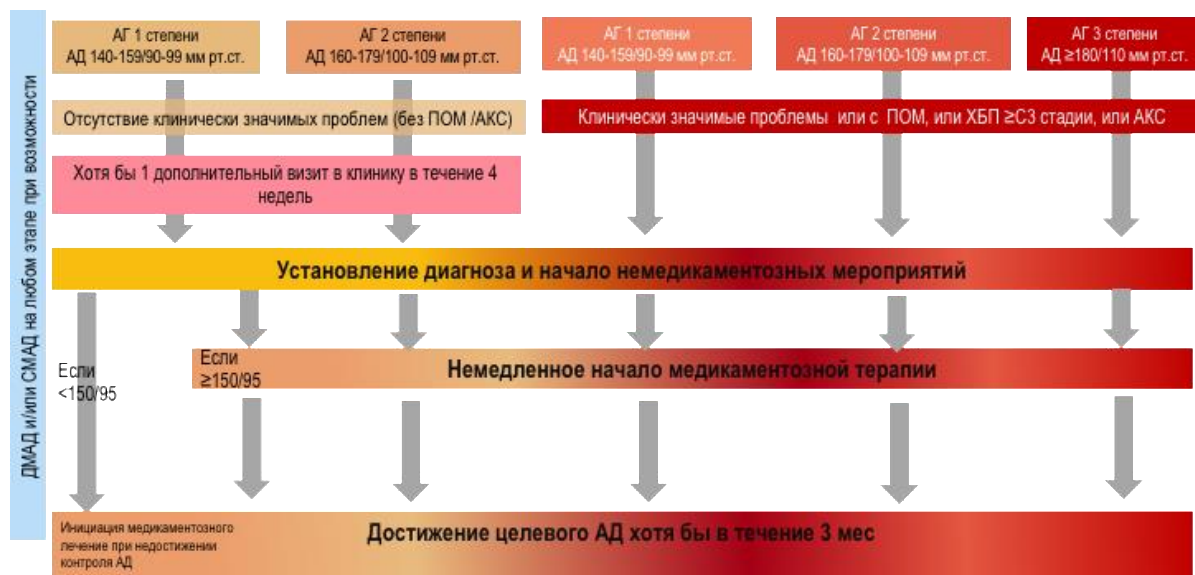 ДМАД и/или СМАД на любом этапе при возможности
АГ 1 степени
АД 140-159/90-99 мм рт.ст.
АГ 2 степени
АД 160-179/100-109 мм рт.ст.
АГ 1 степени
АД 140-159/90-99 мм рт.ст.
АГ 2 степени
АД 160-179/100-109 мм рт.ст.
АГ 3 степени
АД ≥180/110 мм рт.ст.
Отсутствие клинически значимых проблем (без ПОМ /АКС)
Клинически значимые проблемы или с ПОМ, или ХБП ≥С3 стадии, или АКС
Хотя бы 1 дополнительный визит в клинику в течение 4
недель
Установление диагноза и начало немедикаментозных мероприятий
Если
<150/95
Если
≥150/95
Немедленное начало медикаментозной терапии
Инициация медикаментозного
лечение при недостижении
контроля АД
Достижение целевого АД хотя бы в течение 3 мес